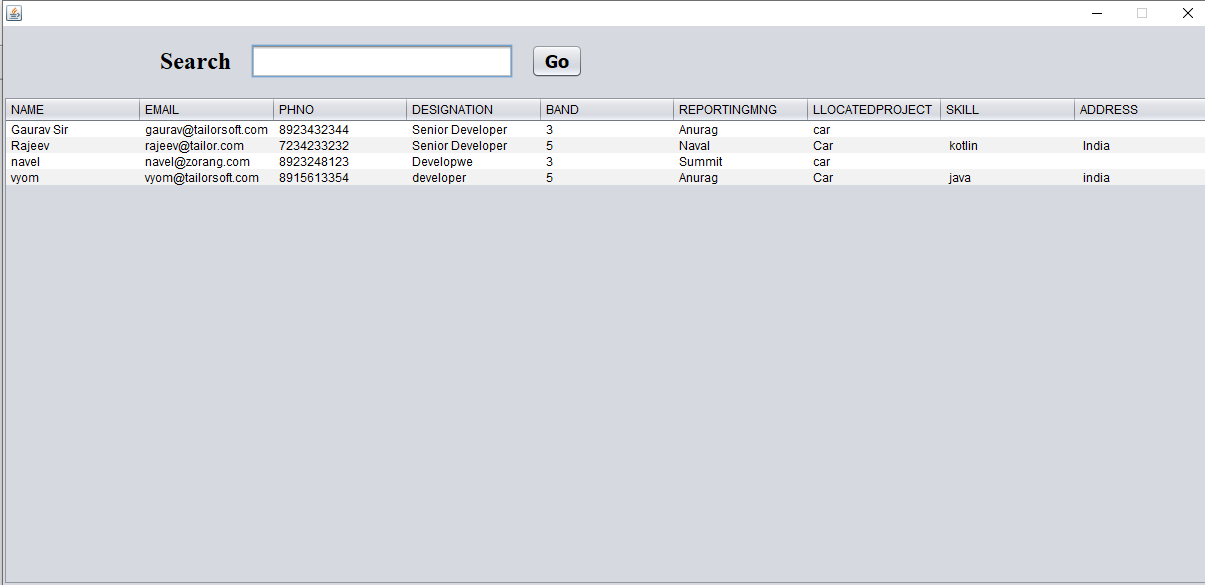 Search Go
NAME EMAIL PHNO DESIGNATION BAND REPORTINGMNG LLOCATEDPROJECT SKILL ADDRESS
Gaurav Sir gaurav@tailorsoft.com 8923432344 Senior Developer 3 Anurag car
Rajeev rajeev@tailor.com 7234233232 Senior Developer 5 Naval Car kotlin India
navel navel@zorang.com 8923248123 Developwe 3 Summit car
vyom vyom@tailorsoft.com 8915613354 developer 5 Anurag Car java india